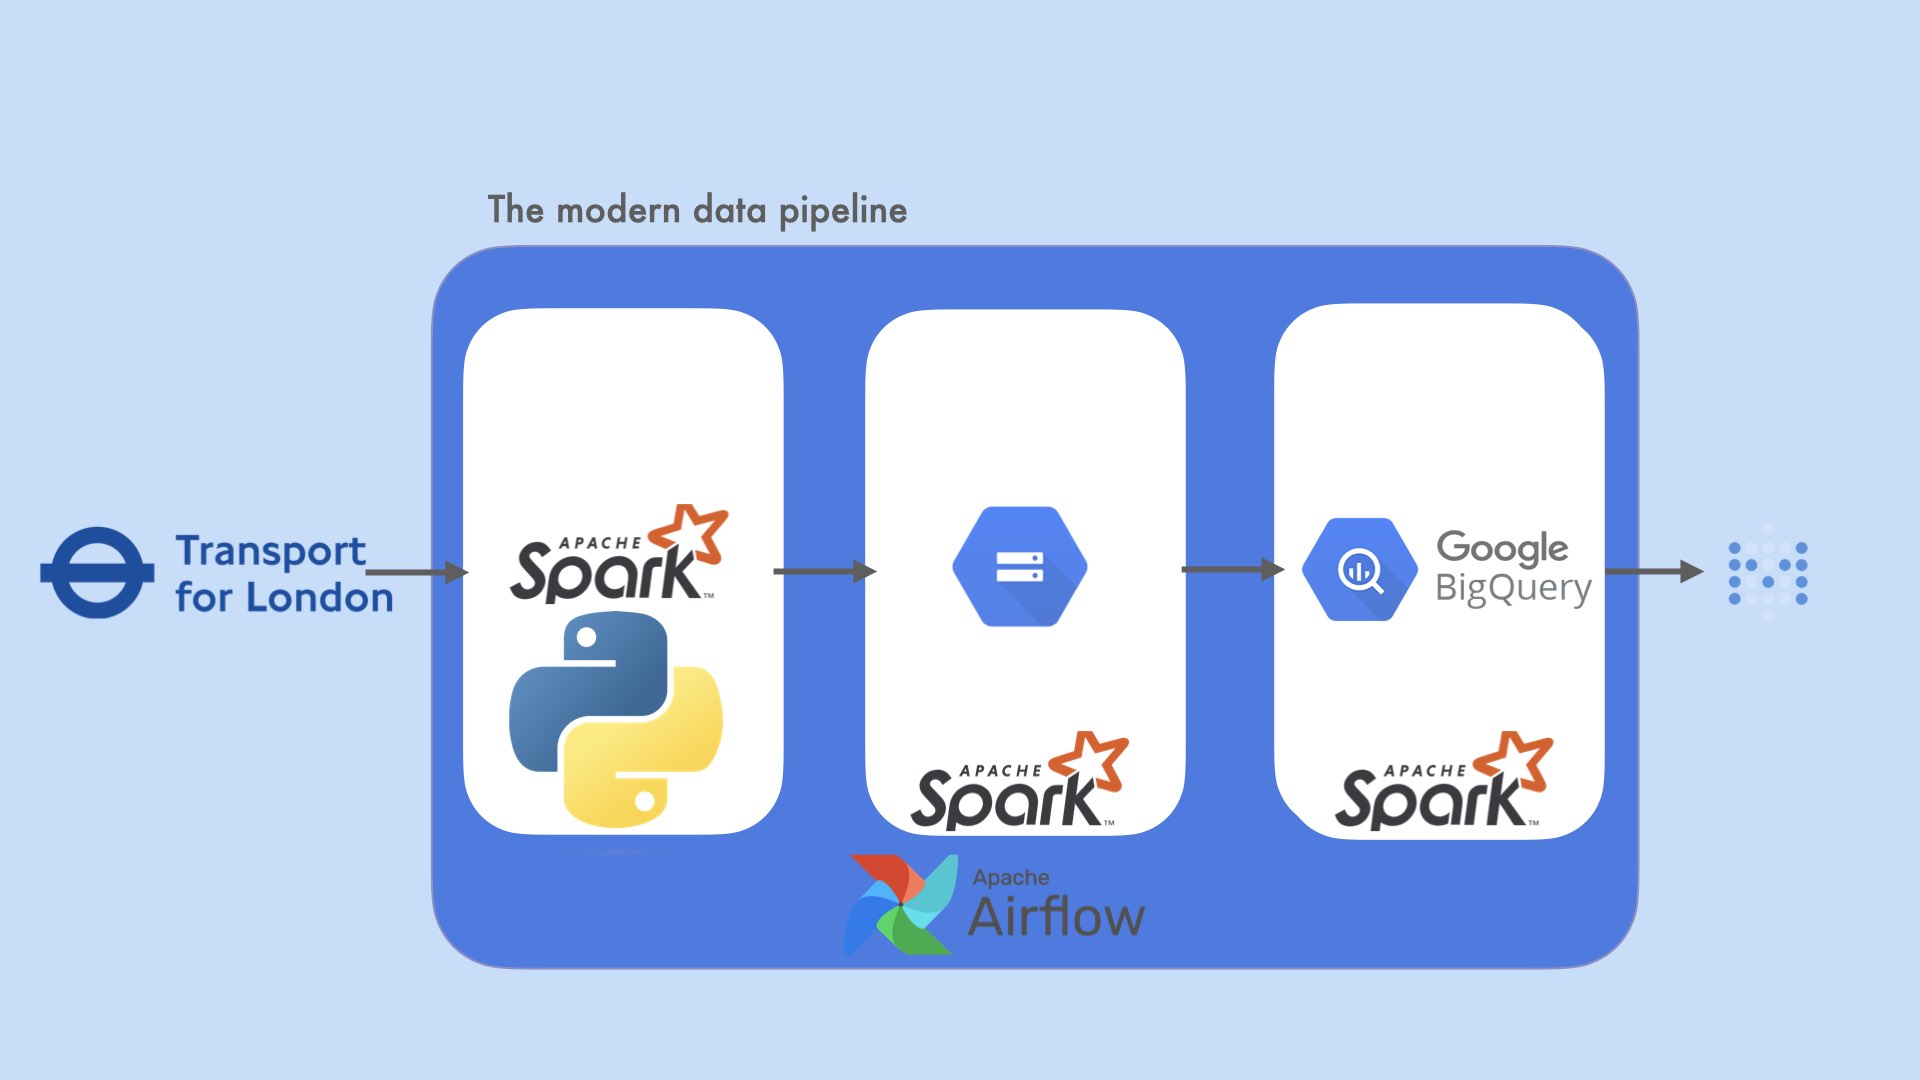 The modern data pipeline
Transport
for London
APACHE
Spark™
Google
BigQuery
APACHE
Spark™
APACHE
Spark™
Apache
Airflow